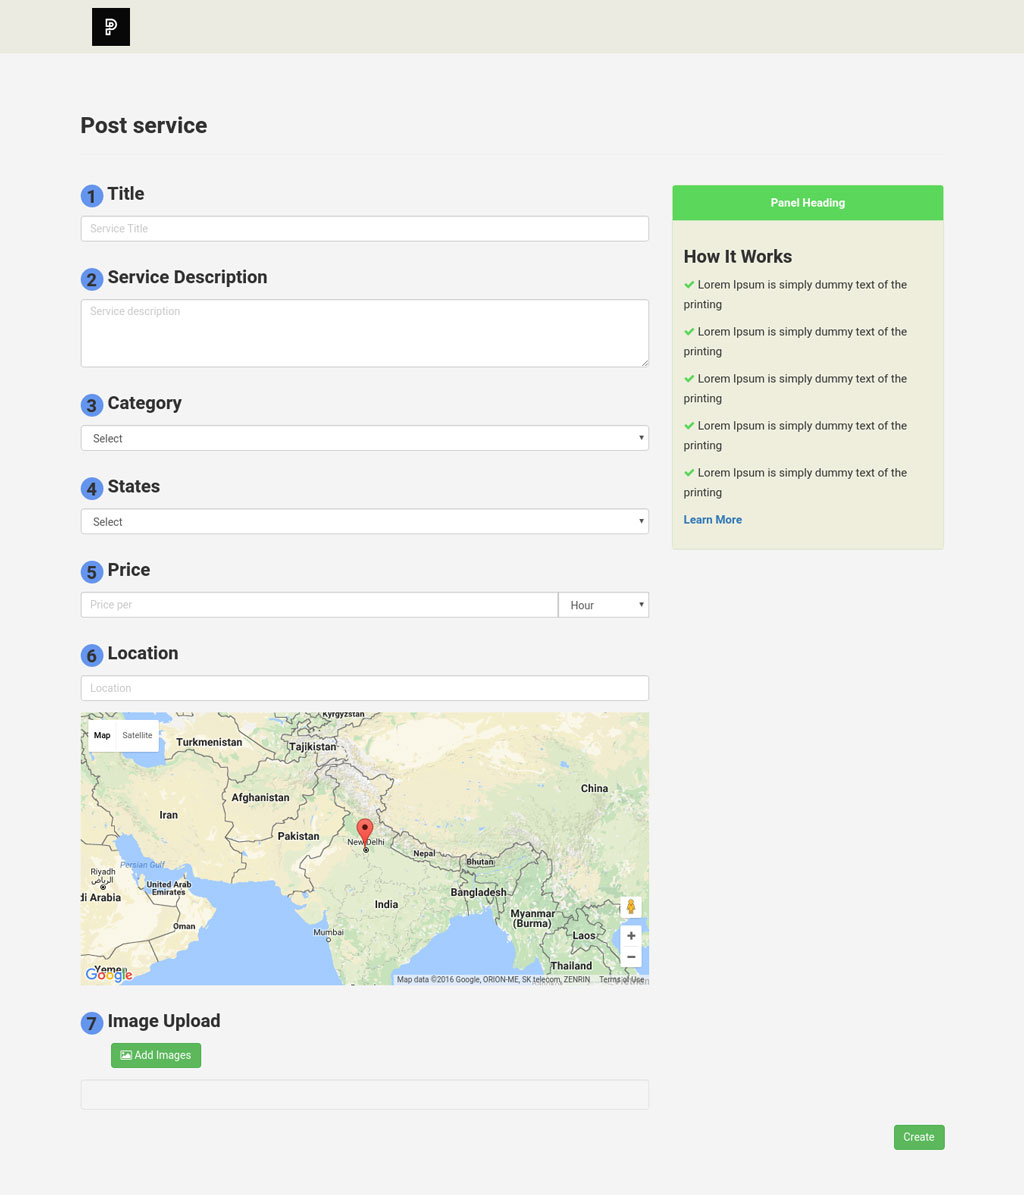 Post service
1 Title
Service Title
2 Service Description
Service description
3 Category
Select
4 States
Select
5 Price
Price per
Hour
6 Location
Location
Map Satellite
Kyrgyzstan
Turkmenistan
Tajikistan
China
Afghanistan
Iran
Pakistan
New Delhi
Nepal
Bhutan
Persian Gulf
Riyadh
الرياض
United Arab
Emirates
di Arabia
Bangladesh
India
Myanmar
(Burma)
Oman
Mumbai
Laos
Yeme
Thailand
Google
Map data ©2016 Google, ORION-ME, SK telecom, ZENRIN Terms of Use
7 Image Upload
Add Images
Panel Heading
How It Works
Lorem Ipsum is simply dummy text of the
printing
Lorem Ipsum is simply dummy text of the
printing
Lorem Ipsum is simply dummy text of the
printing
Lorem Ipsum is simply dummy text of the
printing
Lorem Ipsum is simply dummy text of the
printing
Learn More
Create